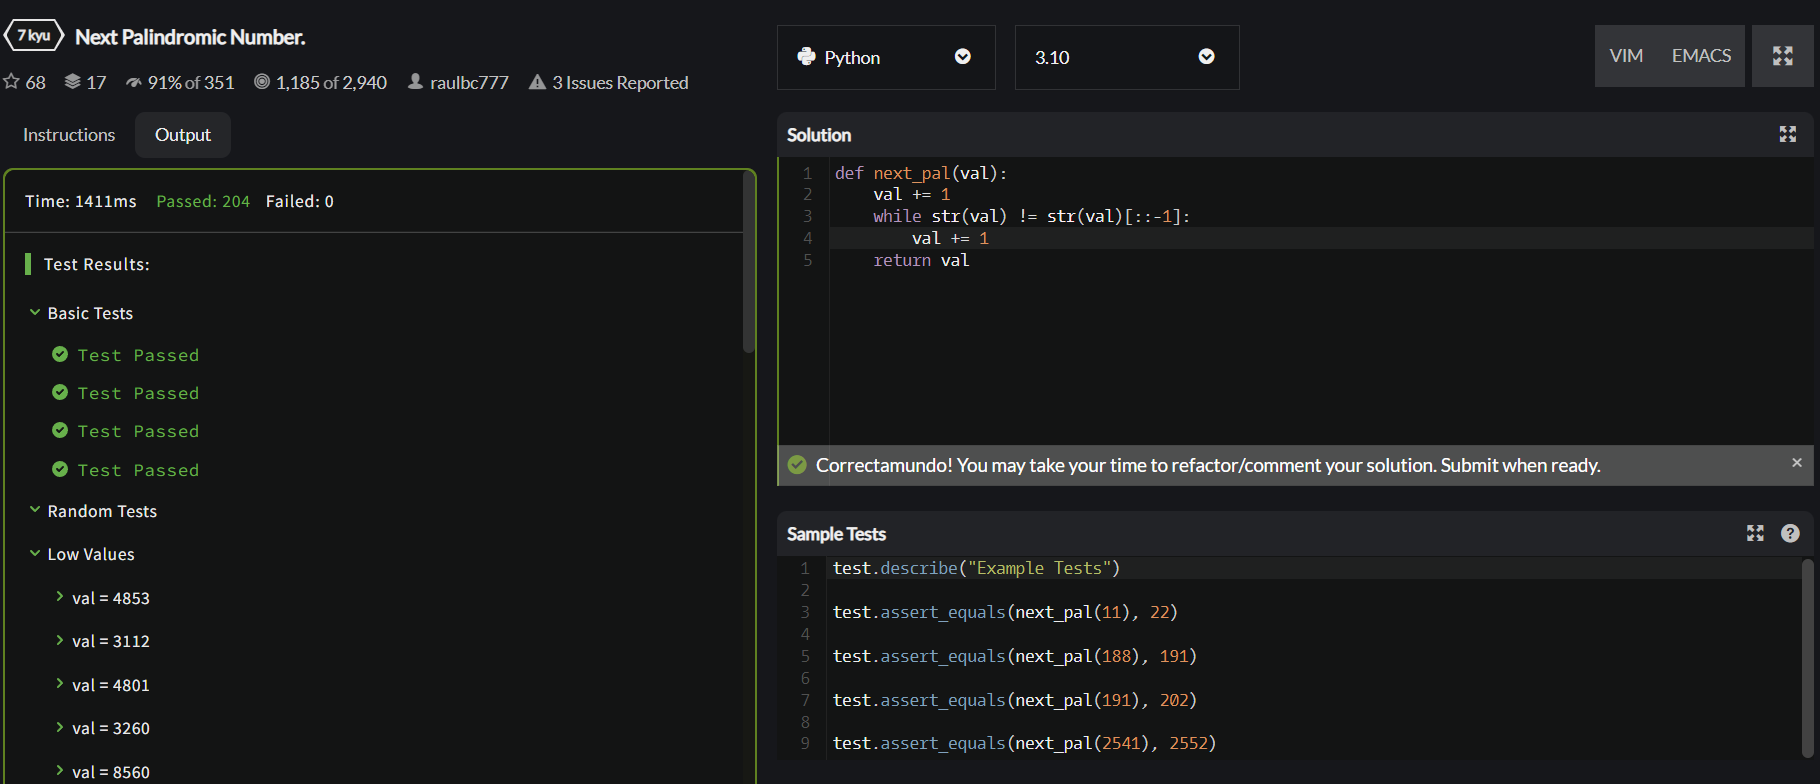 7 kyu Next Palindromic Number.
68 17 91% of 351 1,185 of 2,940 raulbc777 3 Issues Reported
Instructions Output
Time: 1411ms Passed: 204 Failed: 0
Test Results:
Basic Tests
Test Passed
Test Passed
Test Passed
Test Passed
Random Tests
Low Values
val = 4853
val = 3112
val = 4801
val = 3260
val = 8560
Python 3.10 VIM EMACS
Solution
1 def next_pal(val):
2     val += 1
3     while str(val) != str(val)[::-1]:
4         val += 1
5     return val
Correctamundo! You may take your time to refactor/comment your solution. Submit when ready. ×
Sample Tests ?
1 test.describe("Example Tests")
2
3 test.assert_equals(next_pal(11), 22)
4
5 test.assert_equals(next_pal(188), 191)
6
7 test.assert_equals(next_pal(191), 202)
8
9 test.assert_equals(next_pal(2541), 2552)